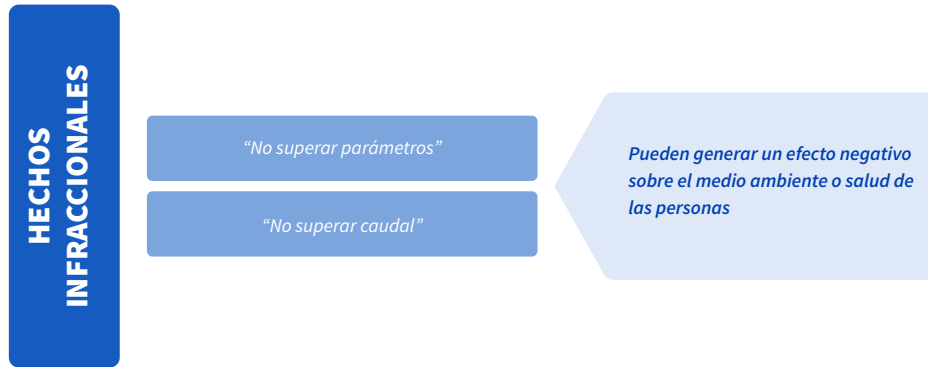 HECHOS
INFRACCIONALES
“No superar parámetros”
“No superar caudal”
Pueden generar un efecto negativo
sobre el medio ambiente o salud de
las personas